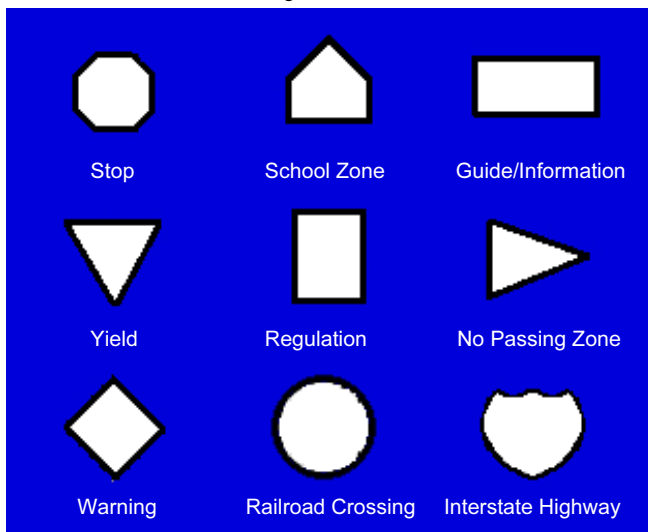 Stop
School Zone
Guide/Information
Yield
Regulation
No Passing Zone
Warning
Railroad Crossing
Interstate Highway